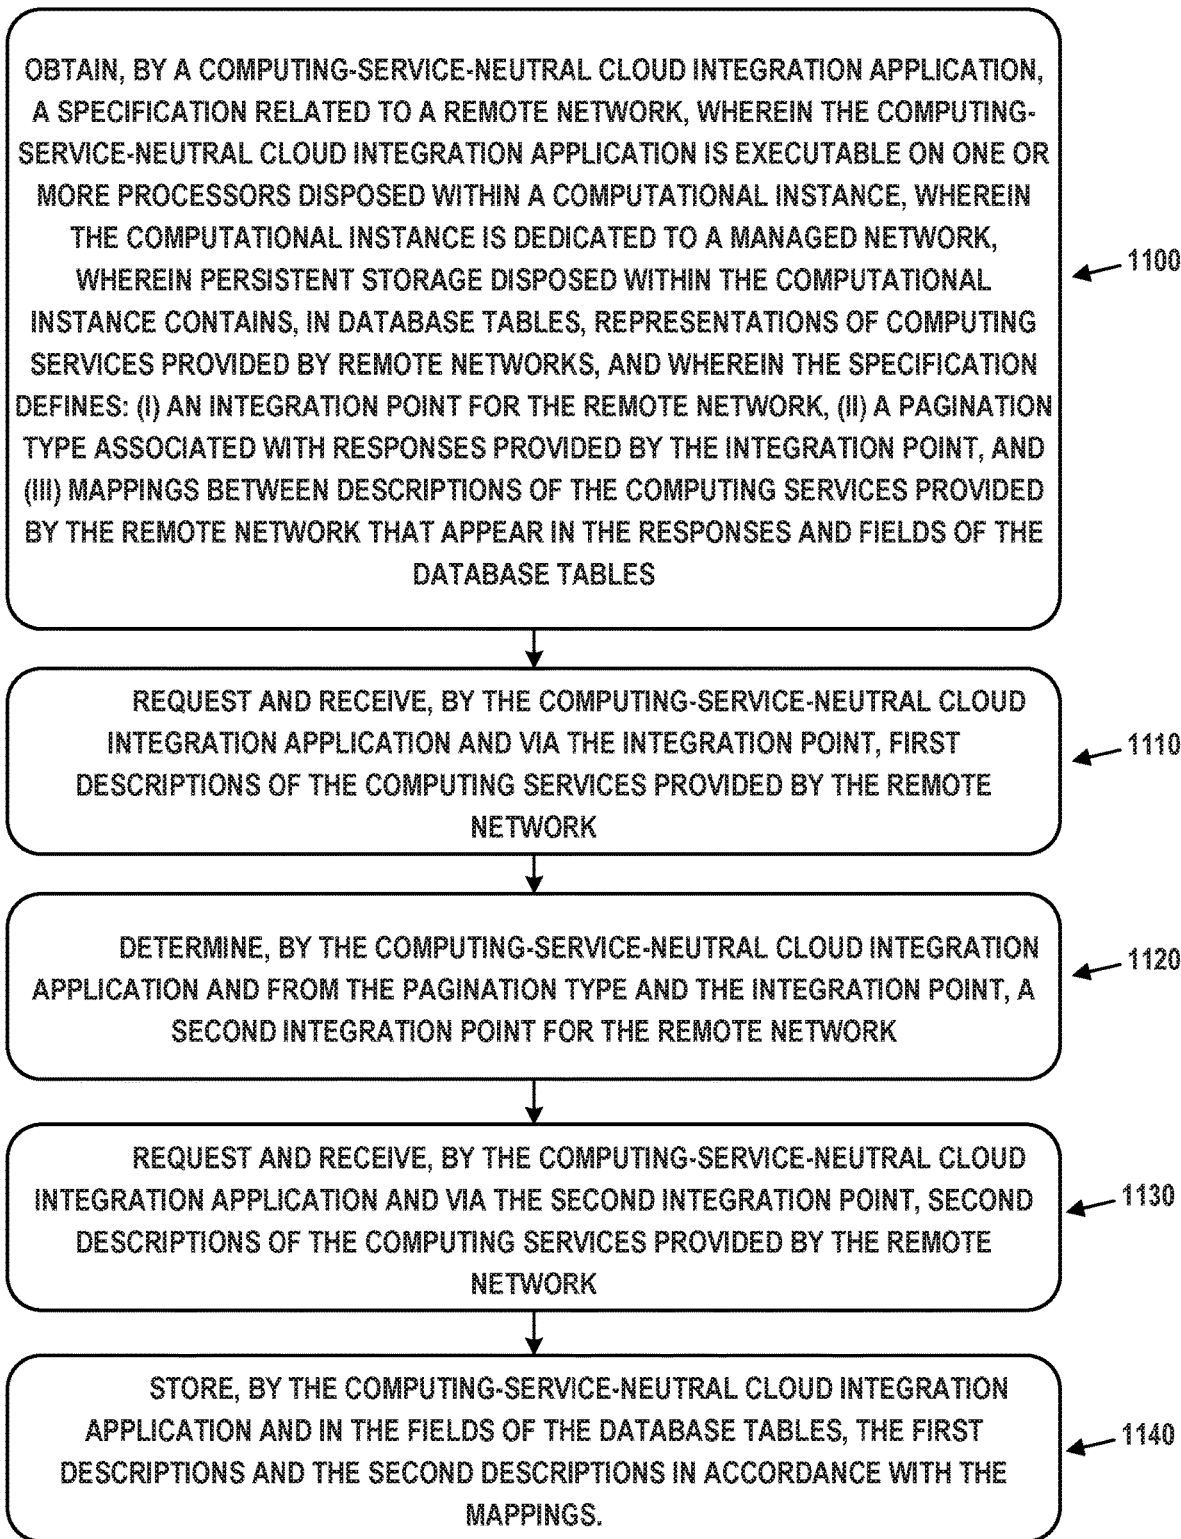 OBTAIN, BY A COMPUTING-SERVICE-NEUTRAL CLOUD INTEGRATION APPLICATION,
A SPECIFICATION RELATED TO A REMOTE NETWORK, WHEREIN THE COMPUTING-
SERVICE-NEUTRAL CLOUD INTEGRATION APPLICATION IS EXECUTABLE ON ONE OR
MORE PROCESSORS DISPOSED WITHIN A COMPUTATIONAL INSTANCE, WHEREIN
THE COMPUTATIONAL INSTANCE IS DEDICATED TO A MANAGED NETWORK,
WHEREIN PERSISTENT STORAGE DISPOSED WITHIN THE COMPUTATIONAL
INSTANCE CONTAINS, IN DATABASE TABLES, REPRESENTATIONS OF COMPUTING
SERVICES PROVIDED BY REMOTE NETWORKS, AND WHEREIN THE SPECIFICATION
DEFINES: (I) AN INTEGRATION POINT FOR THE REMOTE NETWORK, (II) A PAGINATION
TYPE ASSOCIATED WITH RESPONSES PROVIDED BY THE INTEGRATION POINT, AND
(III) MAPPINGS BETWEEN DESCRIPTIONS OF THE COMPUTING SERVICES PROVIDED
BY THE REMOTE NETWORK THAT APPEAR IN THE RESPONSES AND FIELDS OF THE
DATABASE TABLES
1100
REQUEST AND RECEIVE, BY THE COMPUTING-SERVICE-NEUTRAL CLOUD
INTEGRATION APPLICATION AND VIA THE INTEGRATION POINT, FIRST
DESCRIPTIONS OF THE COMPUTING SERVICES PROVIDED BY THE REMOTE
NETWORK
1110
DETERMINE, BY THE COMPUTING-SERVICE-NEUTRAL CLOUD INTEGRATION
APPLICATION AND FROM THE PAGINATION TYPE AND THE INTEGRATION POINT, A
SECOND INTEGRATION POINT FOR THE REMOTE NETWORK
1120
REQUEST AND RECEIVE, BY THE COMPUTING-SERVICE-NEUTRAL CLOUD
INTEGRATION APPLICATION AND VIA THE SECOND INTEGRATION POINT, SECOND
DESCRIPTIONS OF THE COMPUTING SERVICES PROVIDED BY THE REMOTE
NETWORK
1130
STORE, BY THE COMPUTING-SERVICE-NEUTRAL CLOUD INTEGRATION
APPLICATION AND IN THE FIELDS OF THE DATABASE TABLES, THE FIRST
DESCRIPTIONS AND THE SECOND DESCRIPTIONS IN ACCORDANCE WITH THE
MAPPINGS.
1140